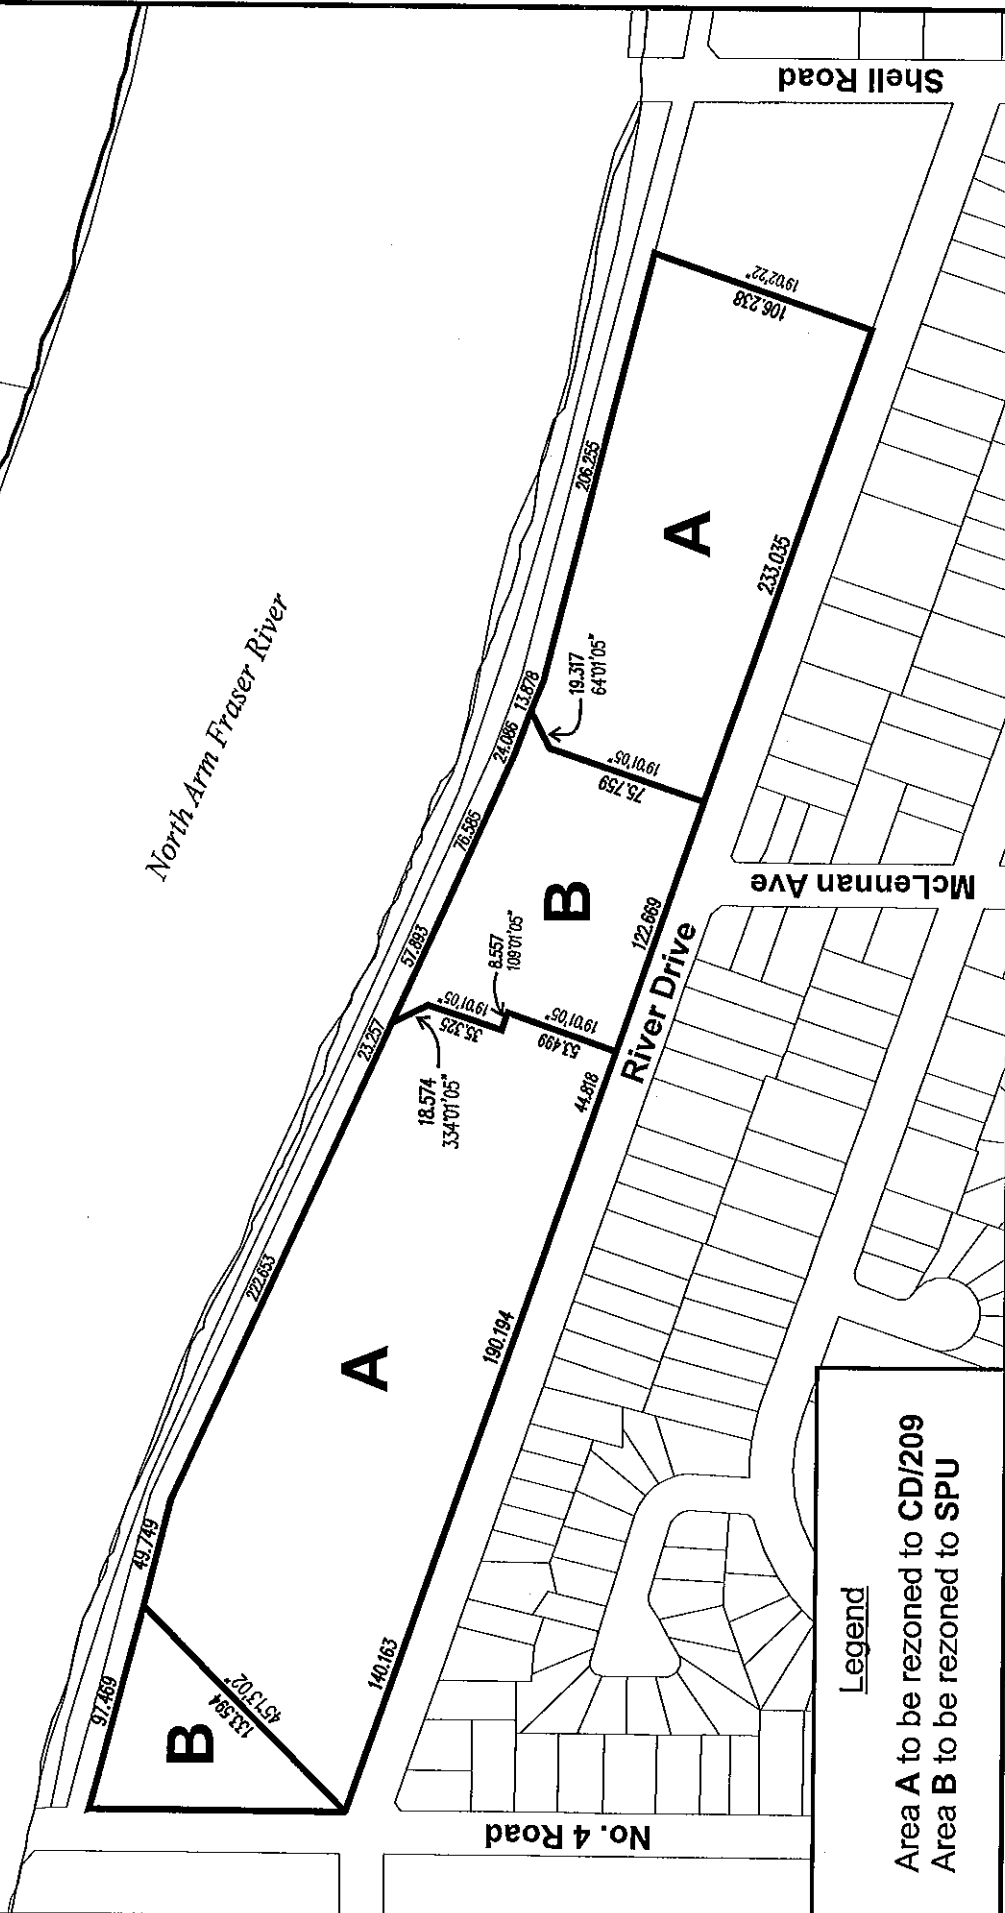 North Arm Fraser River
Shell Road
97.469
49.749
222.653
23.257
57.893
76.585
24.086
13.878
206.255
106.238
19°02'22"
A
233.035
19.317
64°01'05"
75.759
19°01'05"
B
122.669
8.557
109°01'05"
35.325
19°01'05"
18.574
334°01'05"
53.499
19°01'05"
44.818
A
190.194
140.163
B
133.594
45°13'02"
River Drive
McLennan Ave
No. 4 Road
Legend
Area A to be rezoned to CD/209
Area B to be rezoned to SPU